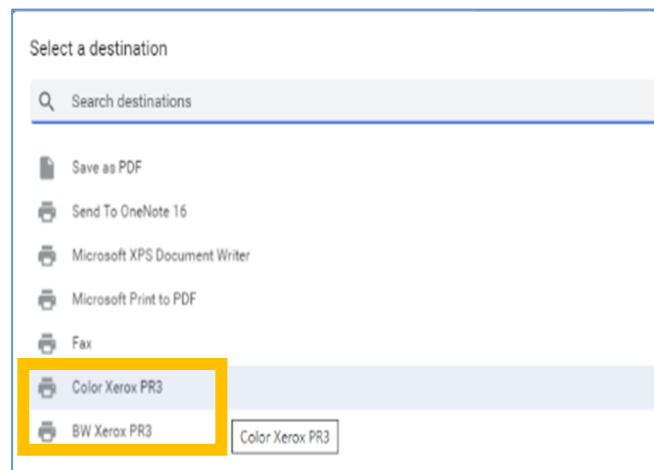 Select a destination
Search destinations
Save as PDF
Send To OneNote 16
Microsoft XPS Document Writer
Microsoft Print to PDF
Fax
Color Xerox PR3
BW Xerox PR3
Color Xerox PR3